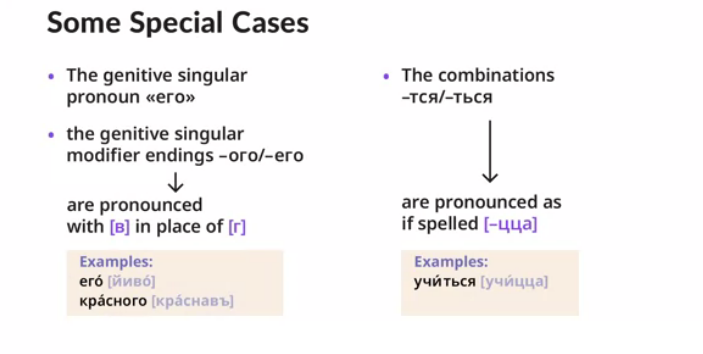 Some Special Cases
• The genitive singular
pronoun «его»
• the genitive singular
modifier endings –ого/–его
are pronounced
with [в] in place of [г]
Examples:
его́ [йиво́]
кра́сного [кра́снавъ]
• The combinations
–тся/–ться
are pronounced as
if spelled [–цца]
Examples:
учи́ться [учи́цца]